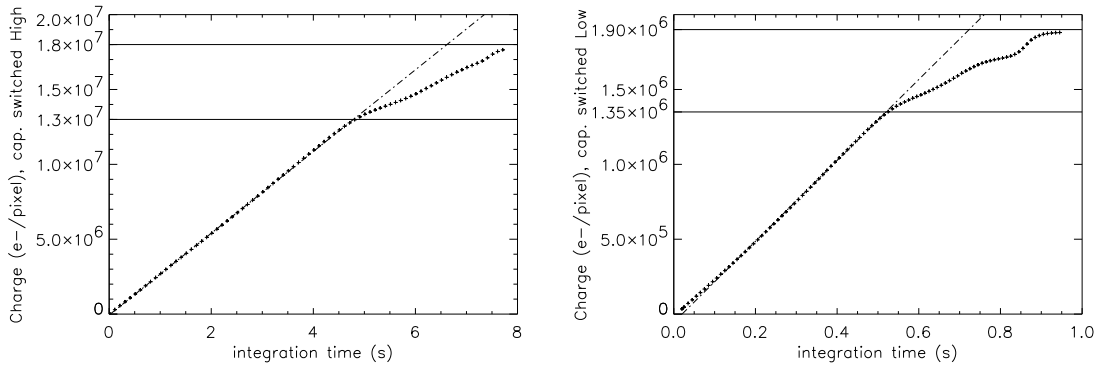 Charge (e-/pixel), cap. switched High
2.0×10^7
1.8×10^7
1.5×10^7
1.3×10^7
1.0×10^7
5.0×10^6
0
0 2 4 6 8
integration time (s)
Charge (e-/pixel), cap. switched Low
1.90×10^6
1.5×10^6
1.35×10^6
1.0×10^6
5.0×10^5
0
0.0 0.2 0.4 0.6 0.8 1.0
integration time (s)